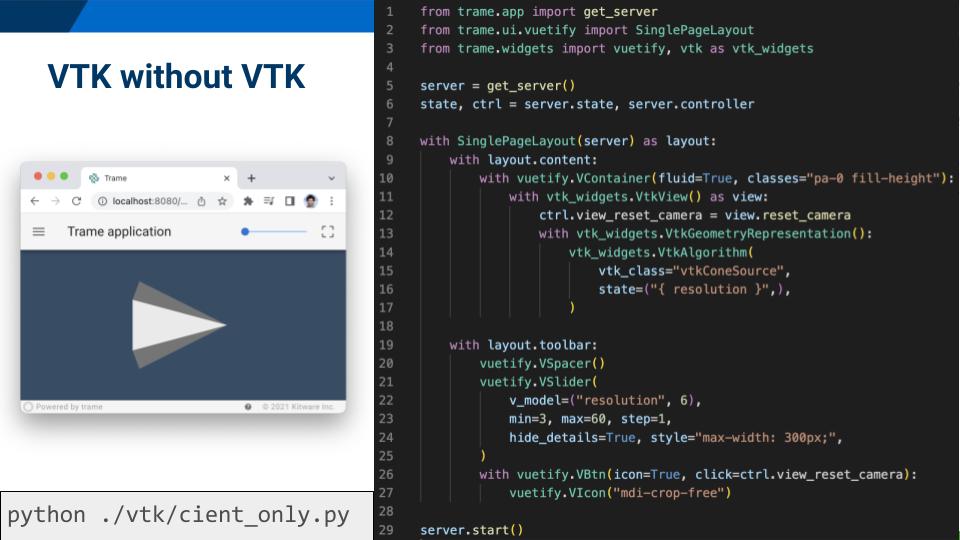 VTK without VTK
Trame
localhost:8080/...
Trame application
Powered by trame
© 2021 Kitware Inc.
python ./vtk/cient_only.py
1 from trame.app import get_server
2 from trame.ui.vuetify import SinglePageLayout
3 from trame.widgets import vuetify, vtk as vtk_widgets
4
5 server = get_server()
6 state, ctrl = server.state, server.controller
7
8 with SinglePageLayout(server) as layout:
9 with layout.content:
10 with vuetify.VContainer(fluid=True, classes="pa-0 fill-height"):
11 with vtk_widgets.VtkView() as view:
12 ctrl.view_reset_camera = view.reset_camera
13 with vtk_widgets.VtkGeometryRepresentation():
14 vtk_widgets.VtkAlgorithm(
15 vtk_class="vtkConeSource",
16 state=("{ resolution }",),
17 )
18
19 with layout.toolbar:
20 vuetify.VSpacer()
21 vuetify.VSlider(
22 v_model=("resolution", 6),
23 min=3, max=60, step=1,
24 hide_details=True, style="max-width: 300px;",
25 )
26 with vuetify.VBtn(icon=True, click=ctrl.view_reset_camera):
27 vuetify.VIcon("mdi-crop-free")
28
29 server.start()